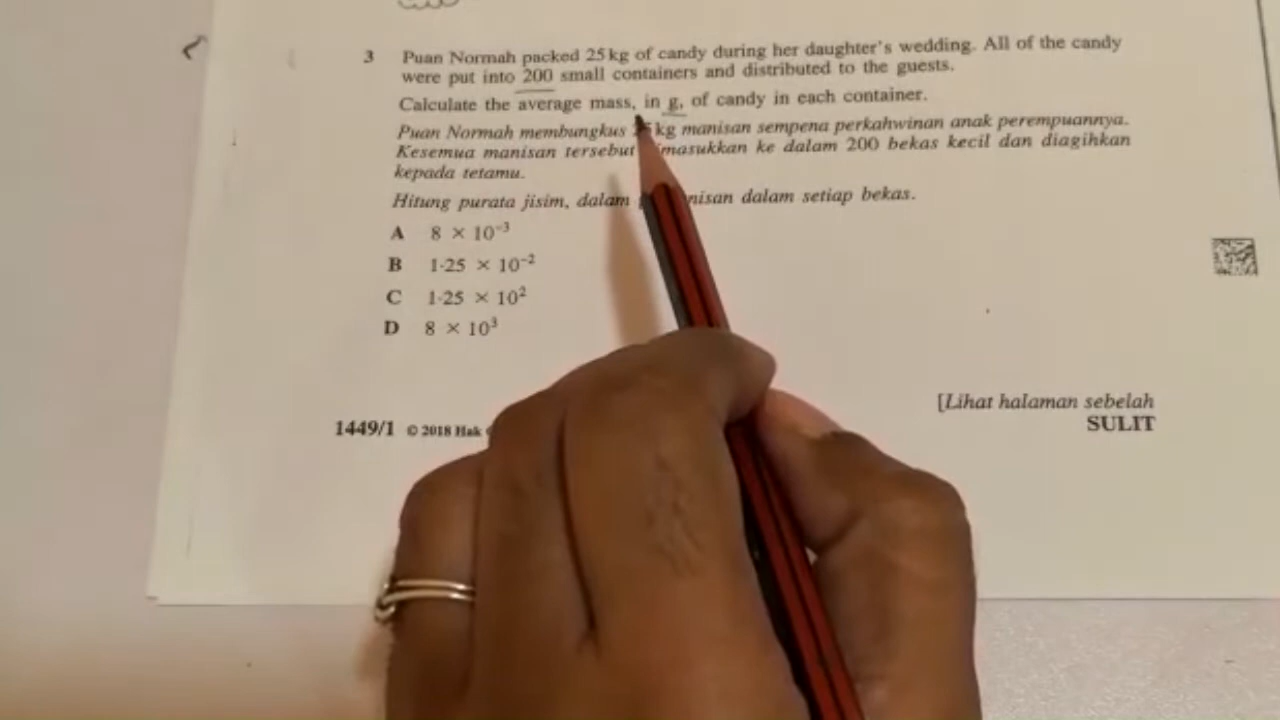 3 Puan Normah packed 25 kg of candy during her daughter's wedding. All of the candy
were put into 200 small containers and distributed to the guests.
Calculate the average mass, in g, of candy in each container.
Puan Normah membungkus kg manisan sempena perkahwinan anak perempuannya.
Kesemua manisan tersebut dimasukkan ke dalam 200 bekas kecil dan diagihkan
kepada tetamu.
Hitung purata jisim, dalam manisan dalam setiap bekas.
A 8 × 10⁻³
B 1·25 × 10⁻²
C 1·25 × 10²
D 8 × 10³
[Lihat halaman sebelah
1449/1 © 2018 Hak
SULIT